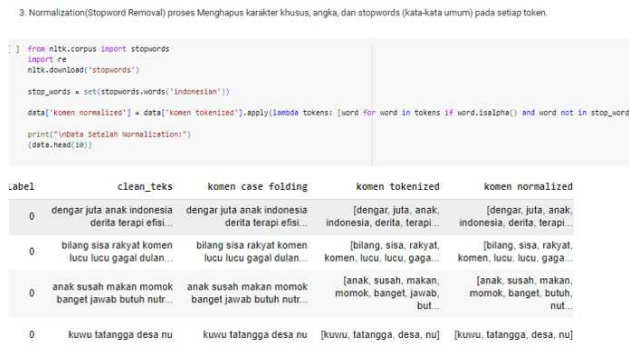 3. Normalization(Stopword Removal) proses Menghapus karakter khusus, angka, dan stopwords (kata-kata umum) pada setiap token.
[ ] from nltk.corpus import stopwords
import re
nltk.download('stopwords')
stop_words = set(stopwords.words('indonesian'))
data['komen normalized'] = data['komen tokenized'].apply(lambda tokens: [word for word in tokens if word.isalpha() and word not in stop_word
print("\nData Setelah Normalization:")
(data.head(10))
Label clean_teks komen case folding komen tokenized komen normalized
0 dengar juta anak indonesia derita terapi efisi... dengar juta anak indonesia derita terapi efisi... [dengar, juta, anak, indonesia, derita, terapi... [dengar, juta, anak, indonesia, derita, terapi...
0 bilang sisa rakyat komen lucu lucu gagal dulan... bilang sisa rakyat komen lucu lucu gagal dulan... [bilang, sisa, rakyat, komen, lucu, lucu, gaga... [bilang, sisa, rakyat, komen, lucu, lucu, gaga...
0 anak susah makan momok banget jawab butuh nutr... anak susah makan momok banget jawab butuh nutr... [anak, susah, makan, momok, banget, jawab, but... [anak, susah, makan, momok, banget, butuh, nut...
0 kuwu tatangga desa nu kuwu tatangga desa nu [kuwu, tatangga, desa, nu] [kuwu, tatangga, desa, nu]